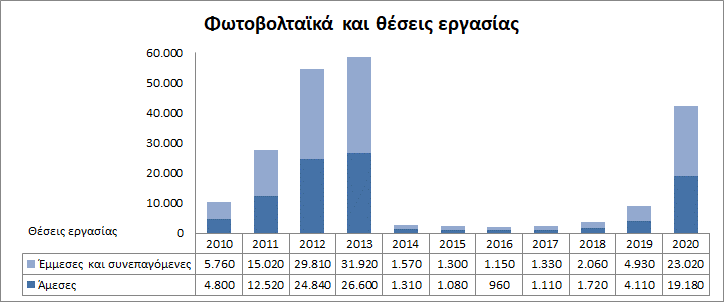 Φωτοβολταϊκά και θέσεις εργασίας
60.000
50.000
40.000
30.000
20.000
10.000
0
Θέσεις εργασίας
2010 2011 2012 2013 2014 2015 2016 2017 2018 2019 2020
Έμμεσες και συνεπαγόμενες 5.760 15.020 29.810 31.920 1.570 1.300 1.150 1.330 2.060 4.930 23.020
Άμεσες 4.800 12.520 24.840 26.600 1.310 1.080 960 1.110 1.720 4.110 19.180